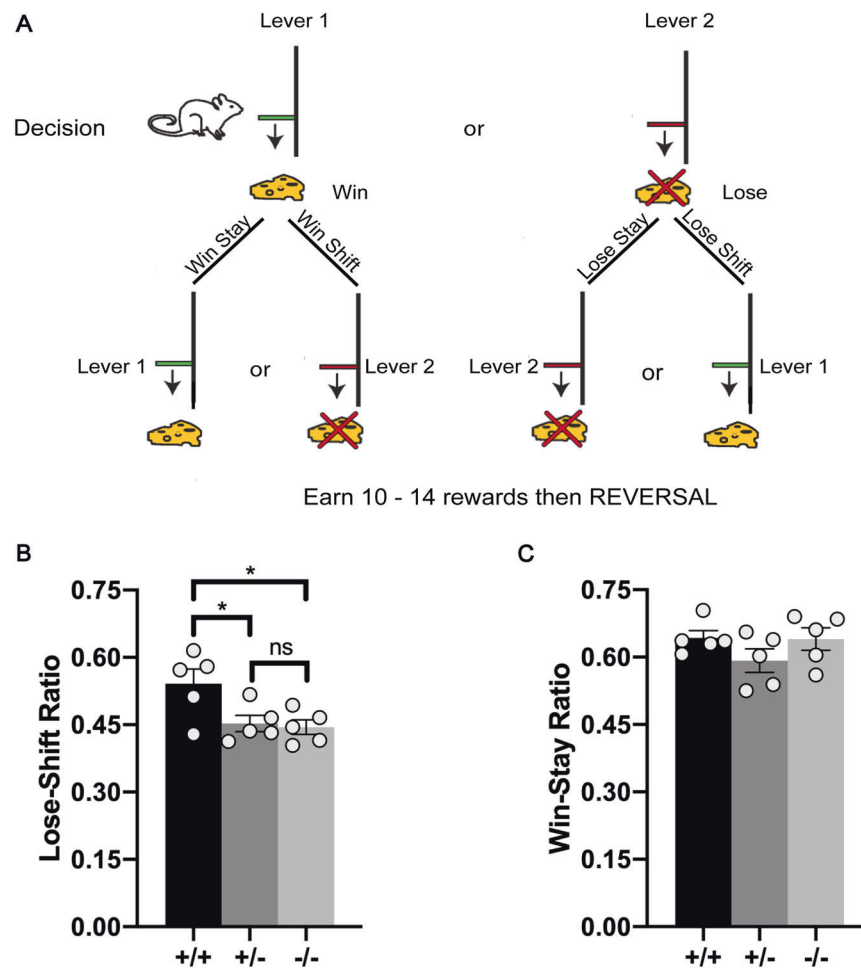 A
Lever 1
Lever 2
Decision
or
Win
Lose
Win Stay
Win Shift
Lose Stay
Lose Shift
Lever 1
or
Lever 2
Lever 2
or
Lever 1
Earn 10 - 14 rewards then REVERSAL
B
Lose-Shift Ratio
0.75
0.60
0.45
0.30
0.15
0.00
*
*
ns
+/+ +/- -/-
C
Win-Stay Ratio
0.75
0.60
0.45
0.30
0.15
0.00
+/+ +/- -/-